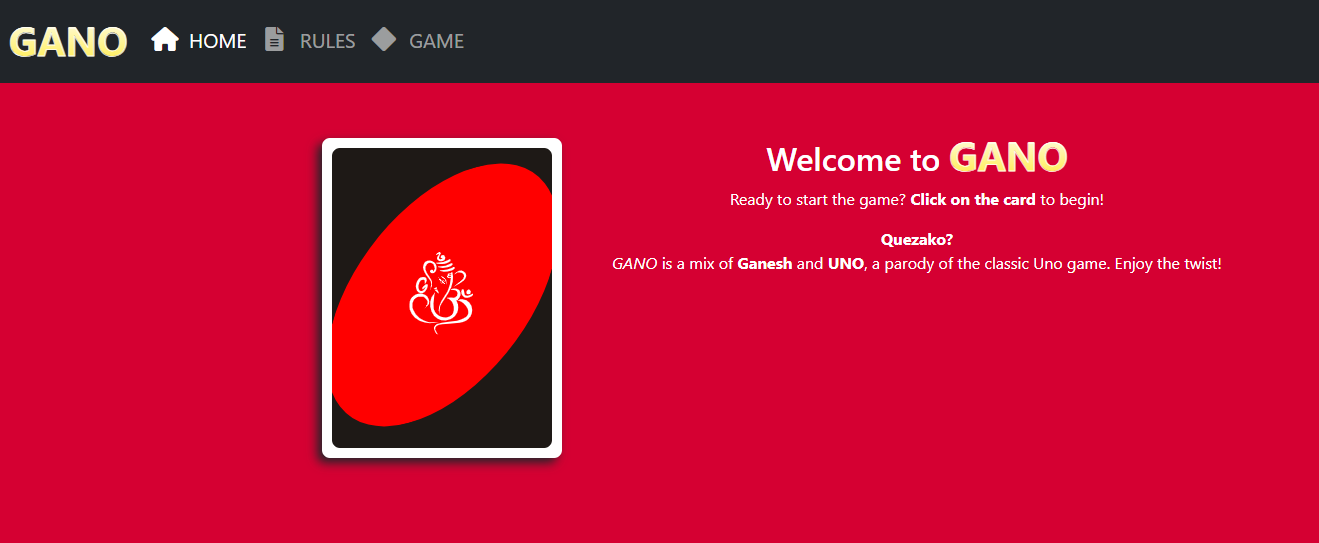 GANO HOME RULES GAME
Welcome to GANO
Ready to start the game? Click on the card to begin!
Quezako?
GANO is a mix of Ganesh and UNO, a parody of the classic Uno game. Enjoy the twist!